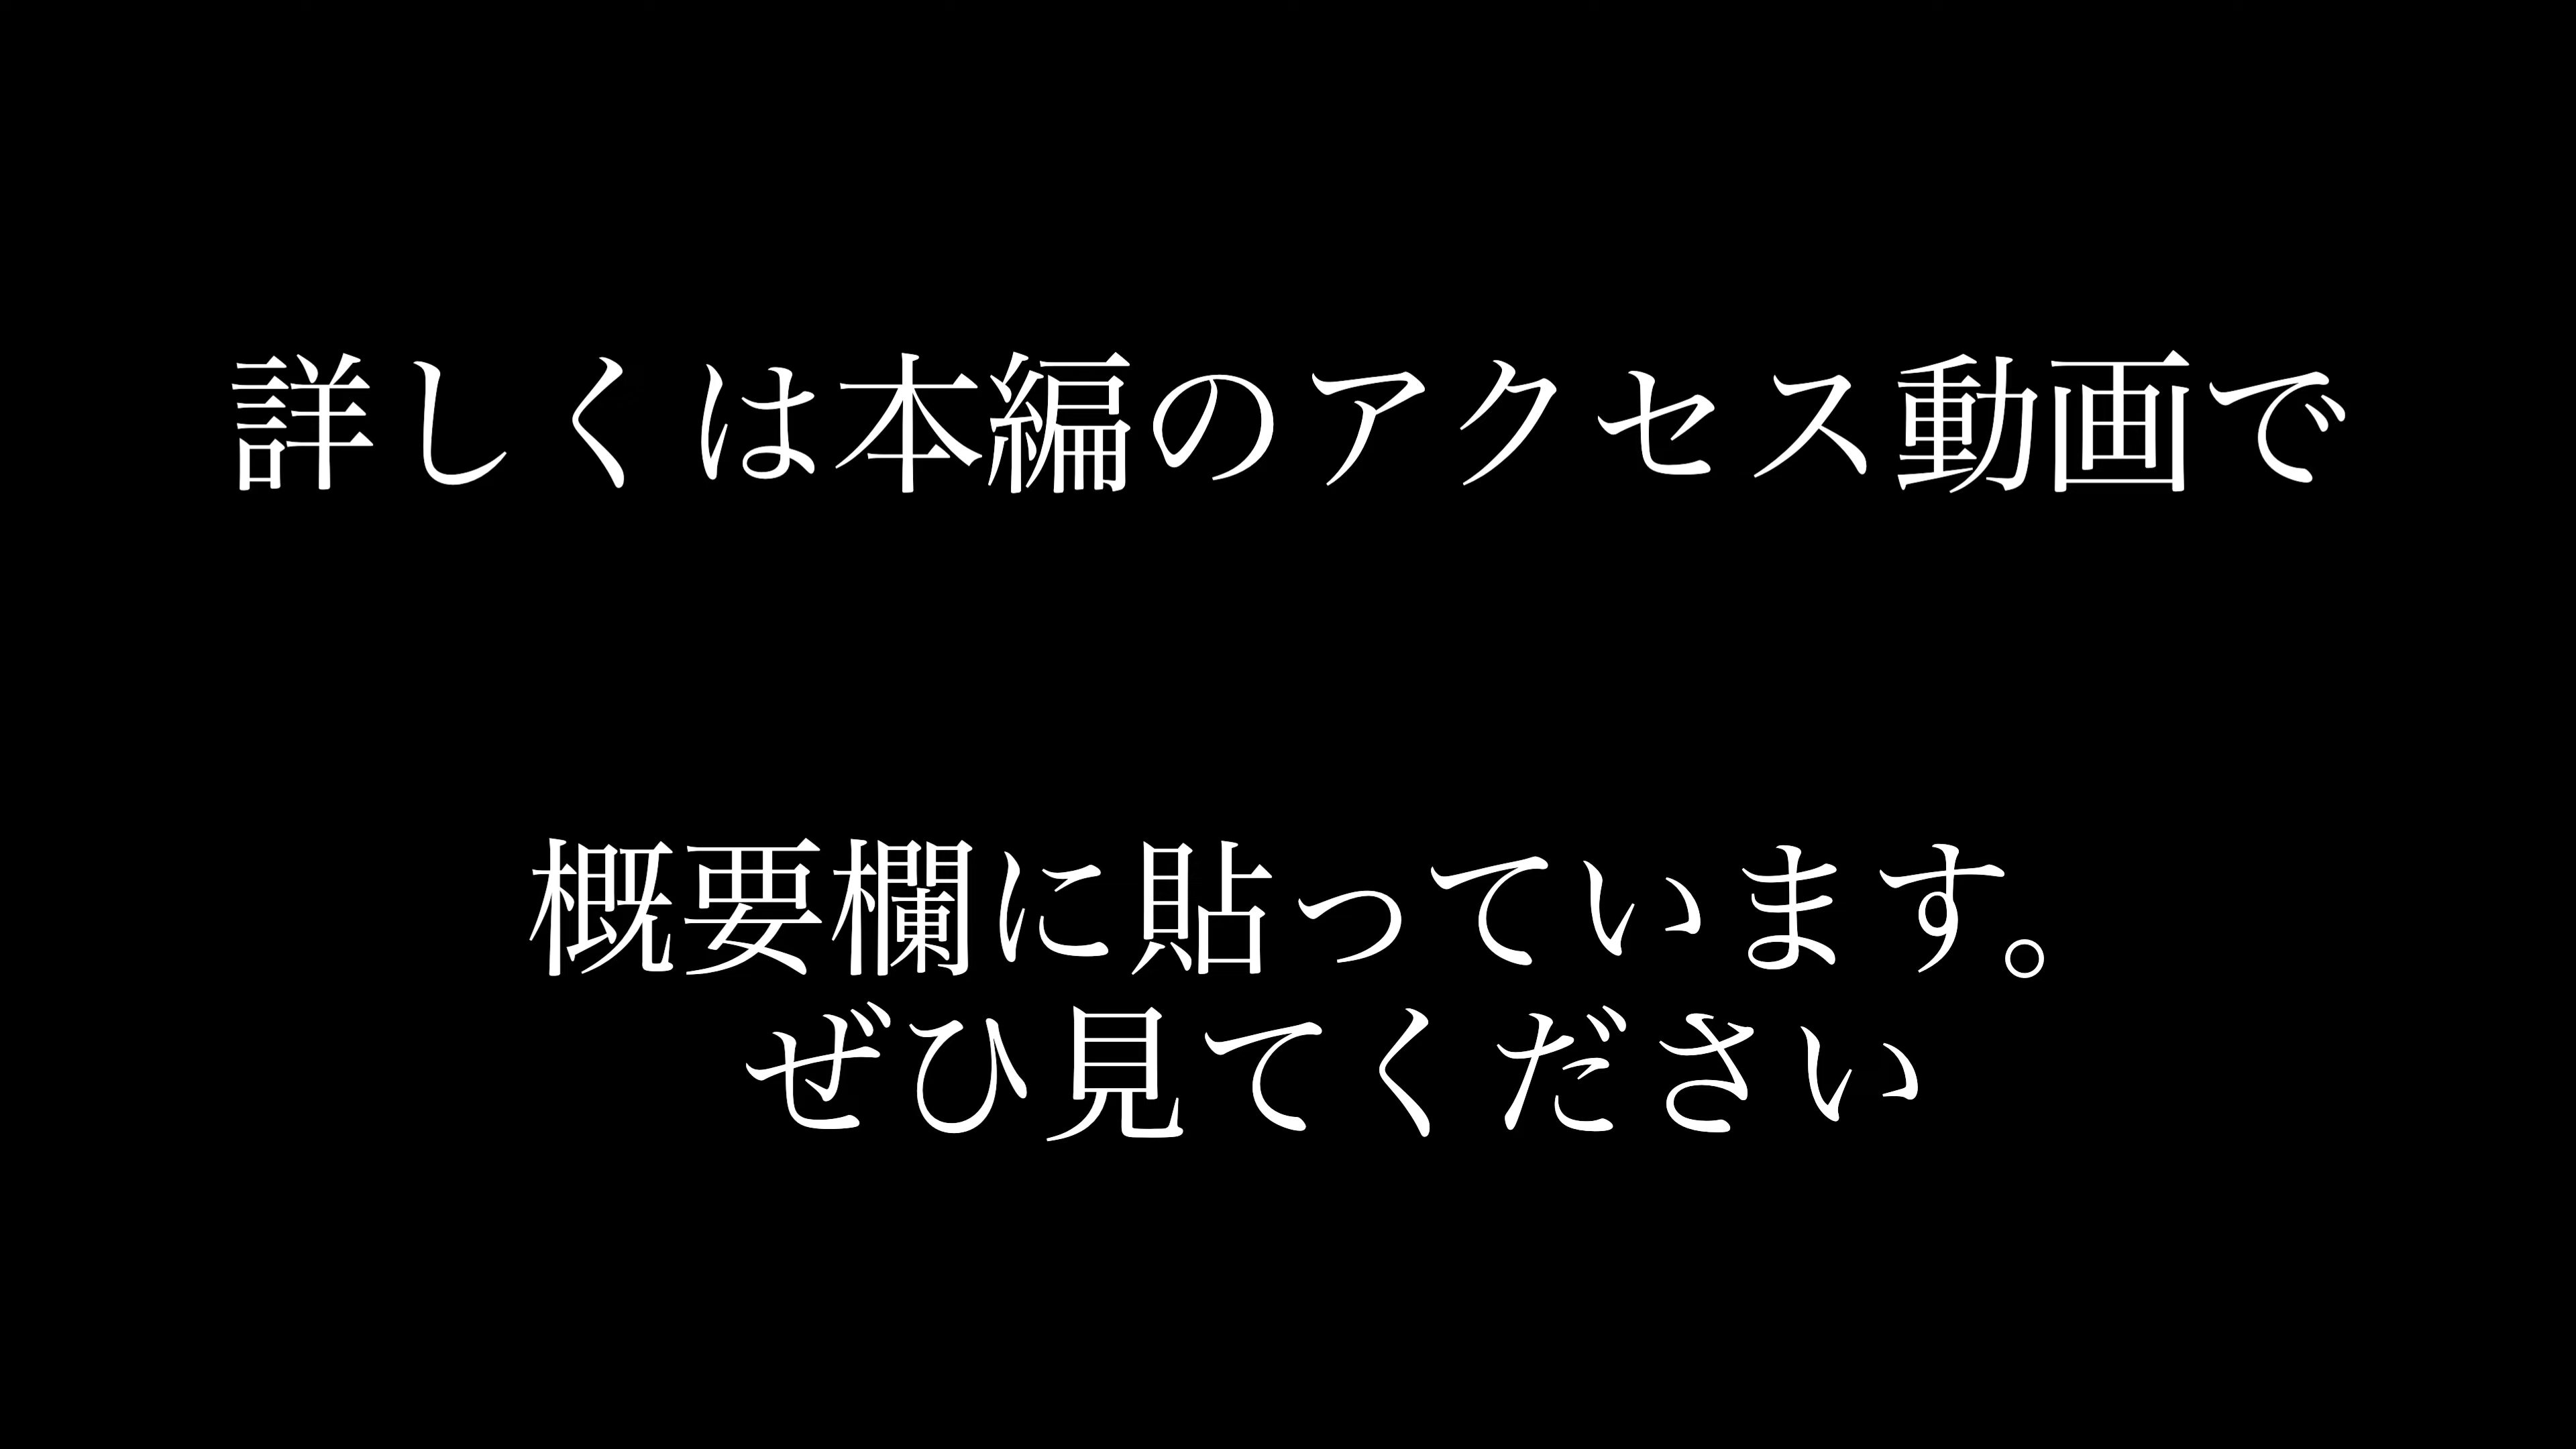 詳しくは本編のアクセス動画で
概要欄に貼っています。
ぜひ見てください